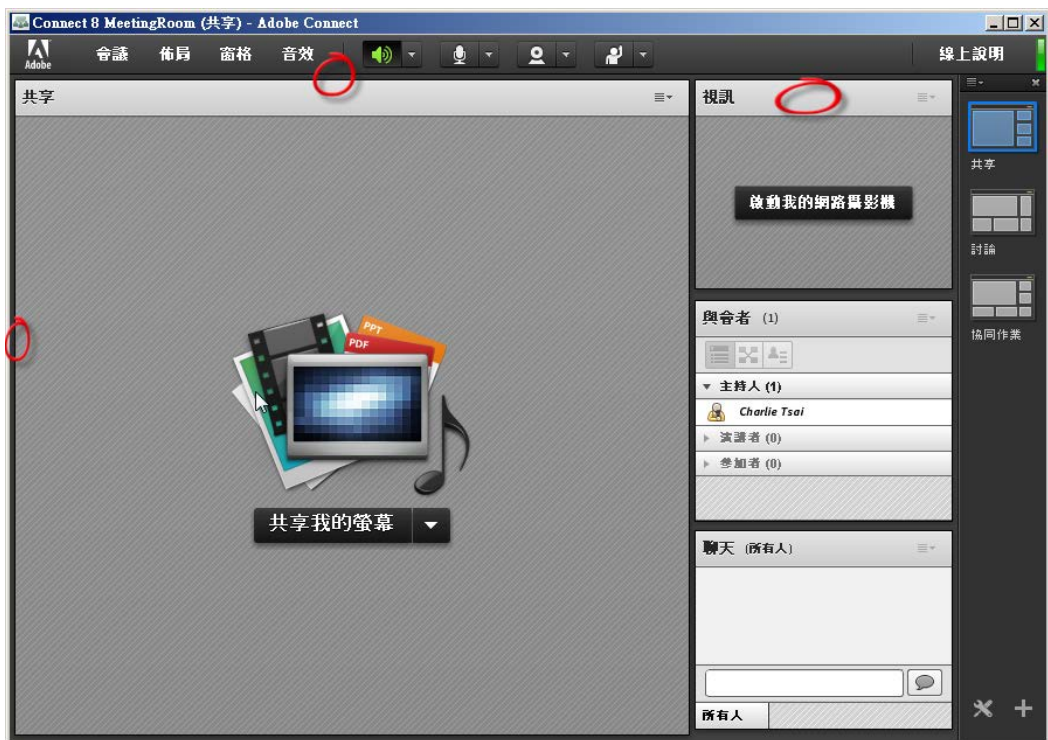 Connect 8 MeetingRoom (共享) - Adobe Connect
Adobe 會議 佈局 窗格 音效 線上說明
共享
PPT
PDF
共享我的螢幕
視訊
啟動我的網路攝影機
與會者 (1)
主持人 (1)
Charlie Tsai
演講者 (0)
參加者 (0)
聊天 (所有人)
所有人
共享
討論
協同作業